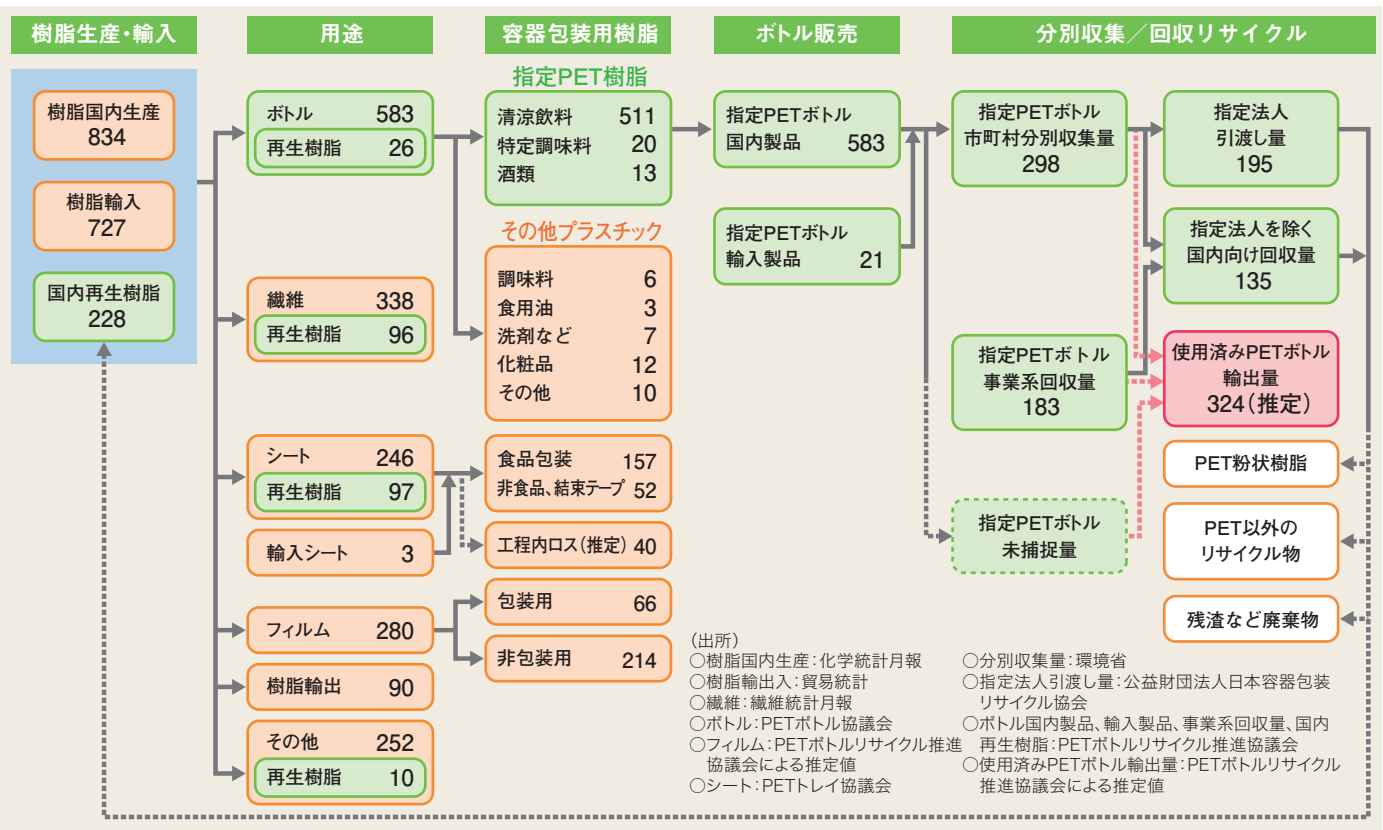 樹脂生産・輸入
用途
容器包装用樹脂
ボトル販売
分別収集／回収リサイクル
樹脂国内生産
834
樹脂輸入
727
国内再生樹脂
228
ボトル 583
再生樹脂 26
繊維 338
再生樹脂 96
シート 246
再生樹脂 97
輸入シート 3
フィルム 280
樹脂輸出 90
その他 252
再生樹脂 10
指定PET樹脂
清涼飲料 511
特定調味料 20
酒類 13
その他プラスチック
調味料 6
食用油 3
洗剤など 7
化粧品 12
その他 10
食品包装 157
非食品、結束テープ 52
工程内ロス（推定） 40
包装用 66
非包装用 214
指定PETボトル
国内製品 583
指定PETボトル
輸入製品 21
指定PETボトル
市町村分別収集量
298
指定PETボトル
事業系回収量
183
指定PETボトル
未捕捉量
指定法人
引渡し量
195
指定法人を除く
国内向け回収量
135
使用済みPETボトル
輸出量
324（推定）
PET粉状樹脂
PET以外の
リサイクル物
残渣など廃棄物
（出所）
○樹脂国内生産：化学統計月報
○樹脂輸出入：貿易統計
○繊維：繊維統計月報
○ボトル：PETボトル協議会
○フィルム：PETボトルリサイクル推進
協議会による推定値
○シート：PETトレイ協議会
○分別収集量：環境省
○指定法人引渡し量：公益財団法人日本容器包装
リサイクル協会
○ボトル国内製品、輸入製品、事業系回収量、国内
再生樹脂：PETボトルリサイクル推進協議会
○使用済みPETボトル輸出量：PETボトルリサイクル
推進協議会による推定値